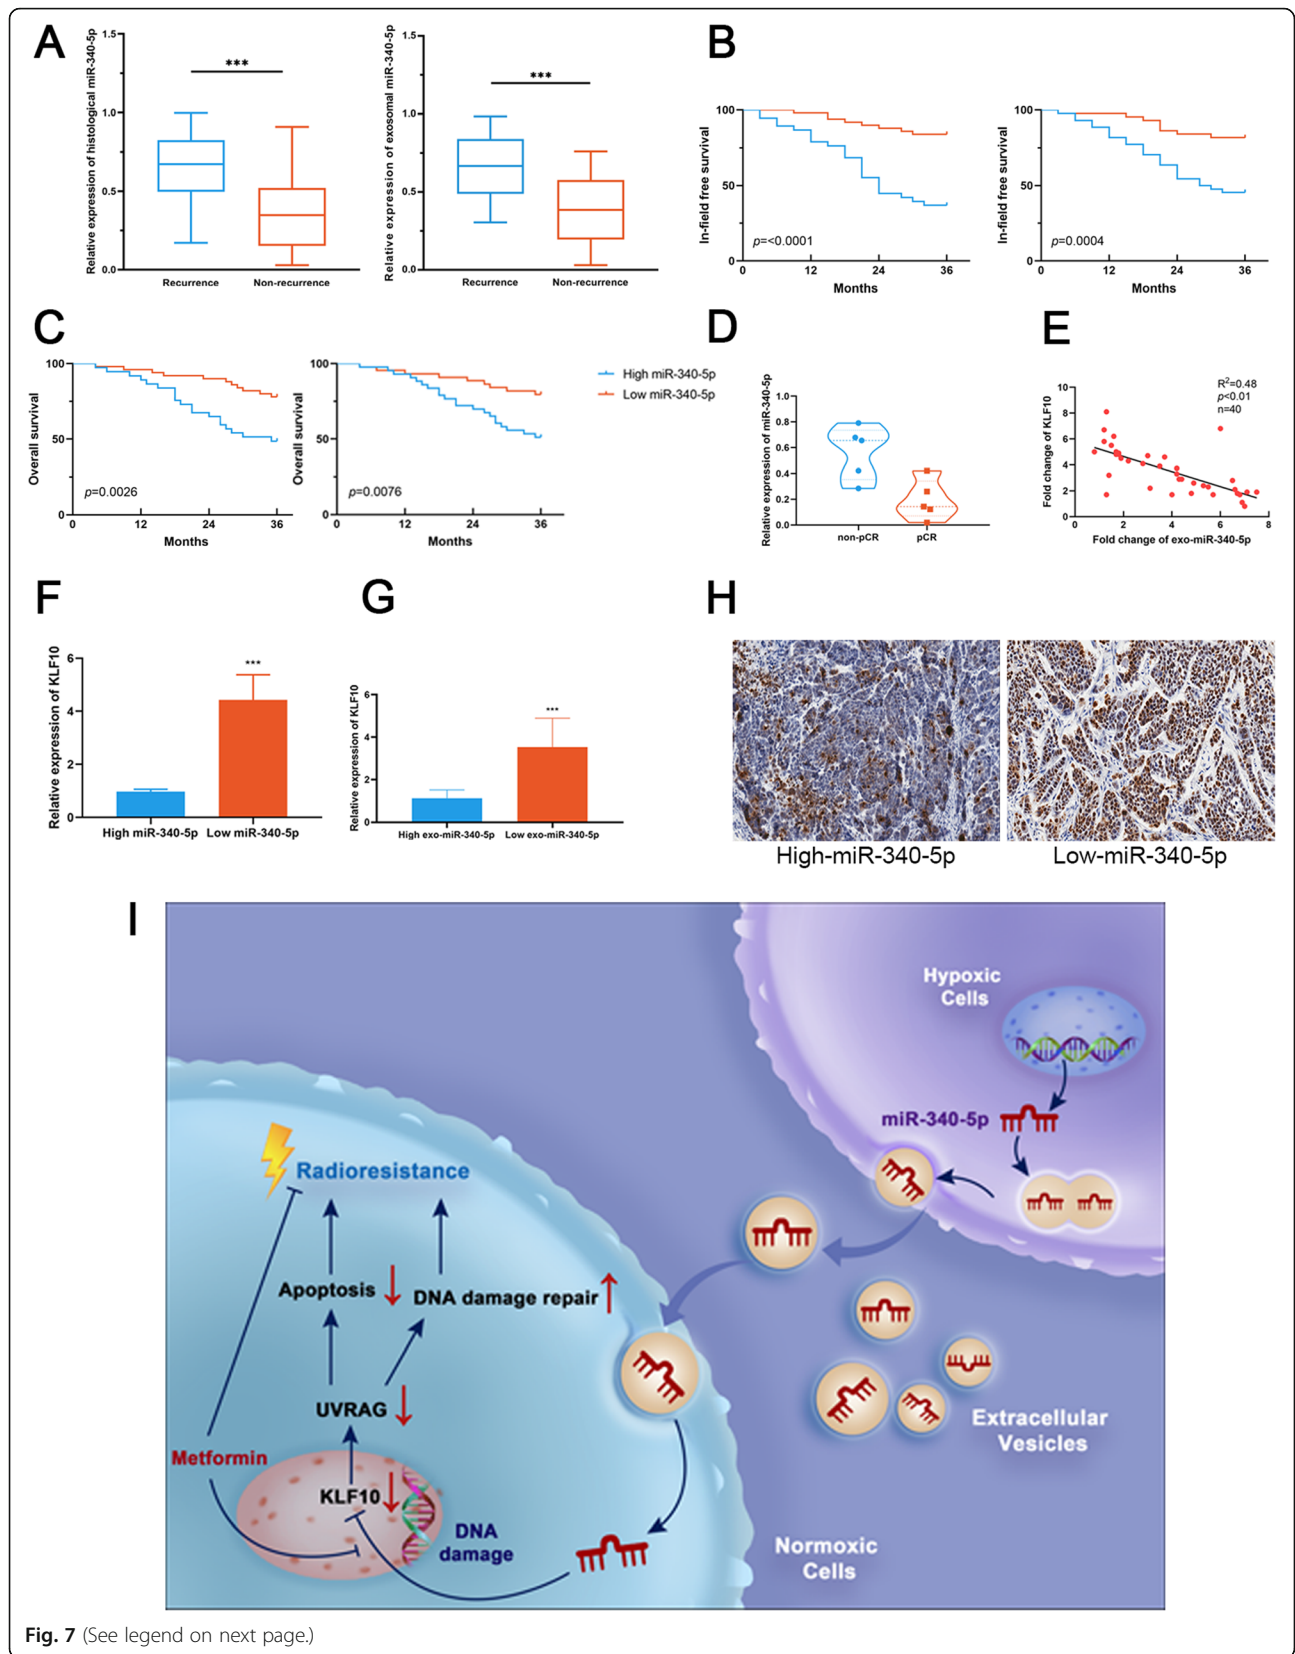 A
Relative expression of histological miR-340-5p
1.5
1.0
0.5
0.0
***
Recurrence
Non-recurrence
Relative expression of exosomal miR-340-5p
1.5
1.0
0.5
0.0
***
Recurrence
Non-recurrence
B
In-field free survival
100
50
0
p=<0.0001
0 12 24 36
Months
In-field free survival
100
50
0
p=0.0004
0 12 24 36
Months
C
Overall survival
100
50
0
p=0.0026
0 12 24 36
Months
Overall survival
100
50
0
p=0.0076
0 12 24 36
Months
High miR-340-5p
Low miR-340-5p
D
Relative expression of miR-340-5p
1.0
0.8
0.6
0.4
0.2
0.0
non-pCR
pCR
E
Fold change of KLF10
10
8
6
4
2
0
R²=0.48
p<0.01
n=40
0 2 4 6 8
Fold change of exo-miR-340-5p
F
Relative expression of KLF10
6
4
2
0
***
High miR-340-5p
Low miR-340-5p
G
Relative expression of KLF10
6
4
2
0
***
High exo-miR-340-5p
Low exo-miR-340-5p
H
High-miR-340-5p
Low-miR-340-5p
I
Hypoxic
Cells
miR-340-5p
Radioresistance
Apoptosis
DNA damage repair
UVRAG
Metformin
KLF10
DNA
damage
Extracellular
Vesicles
Normoxic
Cells
Fig. 7 (See legend on next page.)